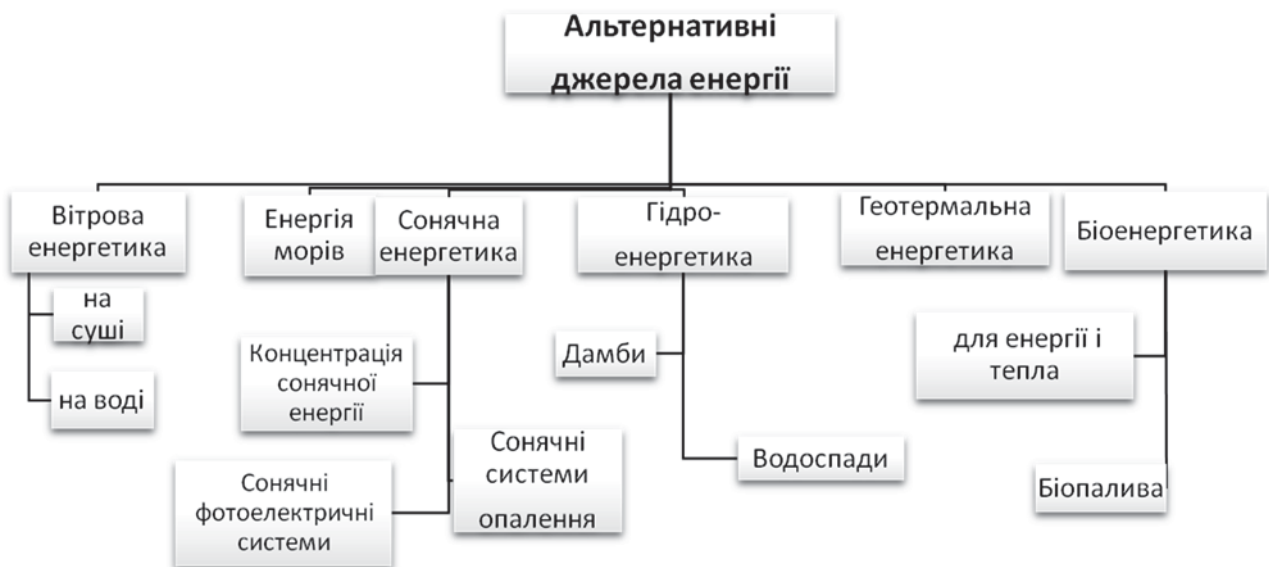 Альтернативні
джерела енергії
Вітрова
енергетика
Енергія
морів
Сонячна
енергетика
Гідро-
енергетика
Геотермальна
енергетика
Біоенергетика
на
суші
на воді
Концентрація
сонячної
енергії
Сонячні
фотоелектричні
системи
Сонячні
системи
опалення
Дамби
Водоспади
для енергії і
тепла
Біопалива